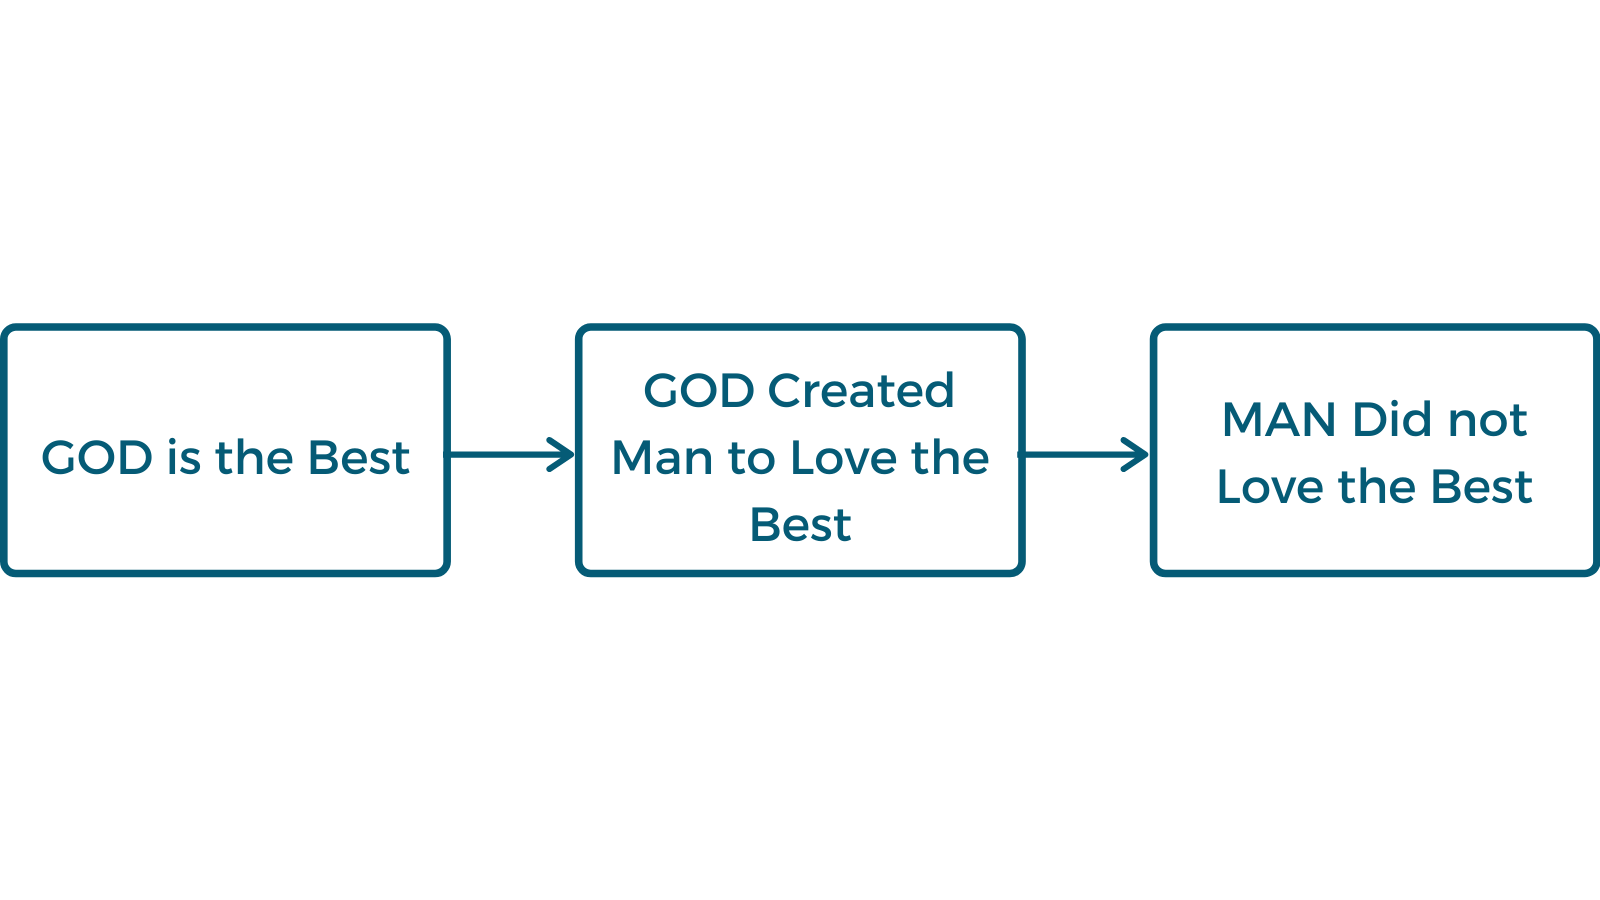 GOD is the Best
GOD Created
Man to Love the
Best
MAN Did not
Love the Best